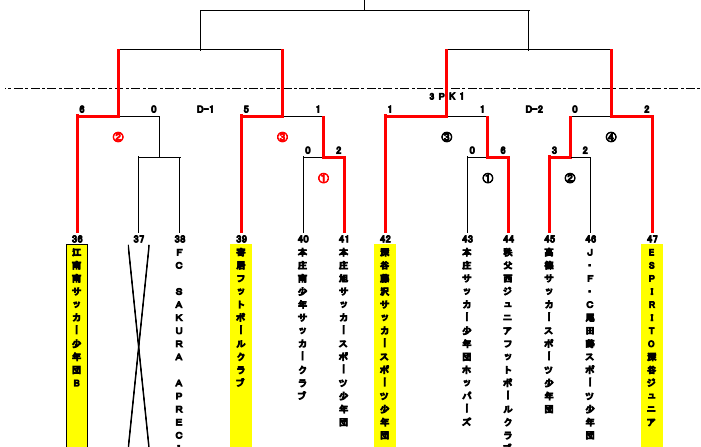 3 P K 1
6 0 D-1 5 1 1 1 D-2 0 2
② ③ ③ ④
0 2 0 6 3 2
① ① ②
36 37 38 39 40 41 42 43 44 45 46 47
江南南サッカー少年団B
FC SAKURA APREC
寄居フットボールクラブ
本庄南少年サッカークラブ
本庄旭サッカースポーツ少年団
深谷藤沢サッカースポーツ少年団
本庄サッカー少年団ホッパーズ
秩父西ジュニアフットボールクラブ
高篠サッカースポーツ少年団
J・F・C尾田蒔スポーツ少年団
ESPIRITO深谷ジュニア